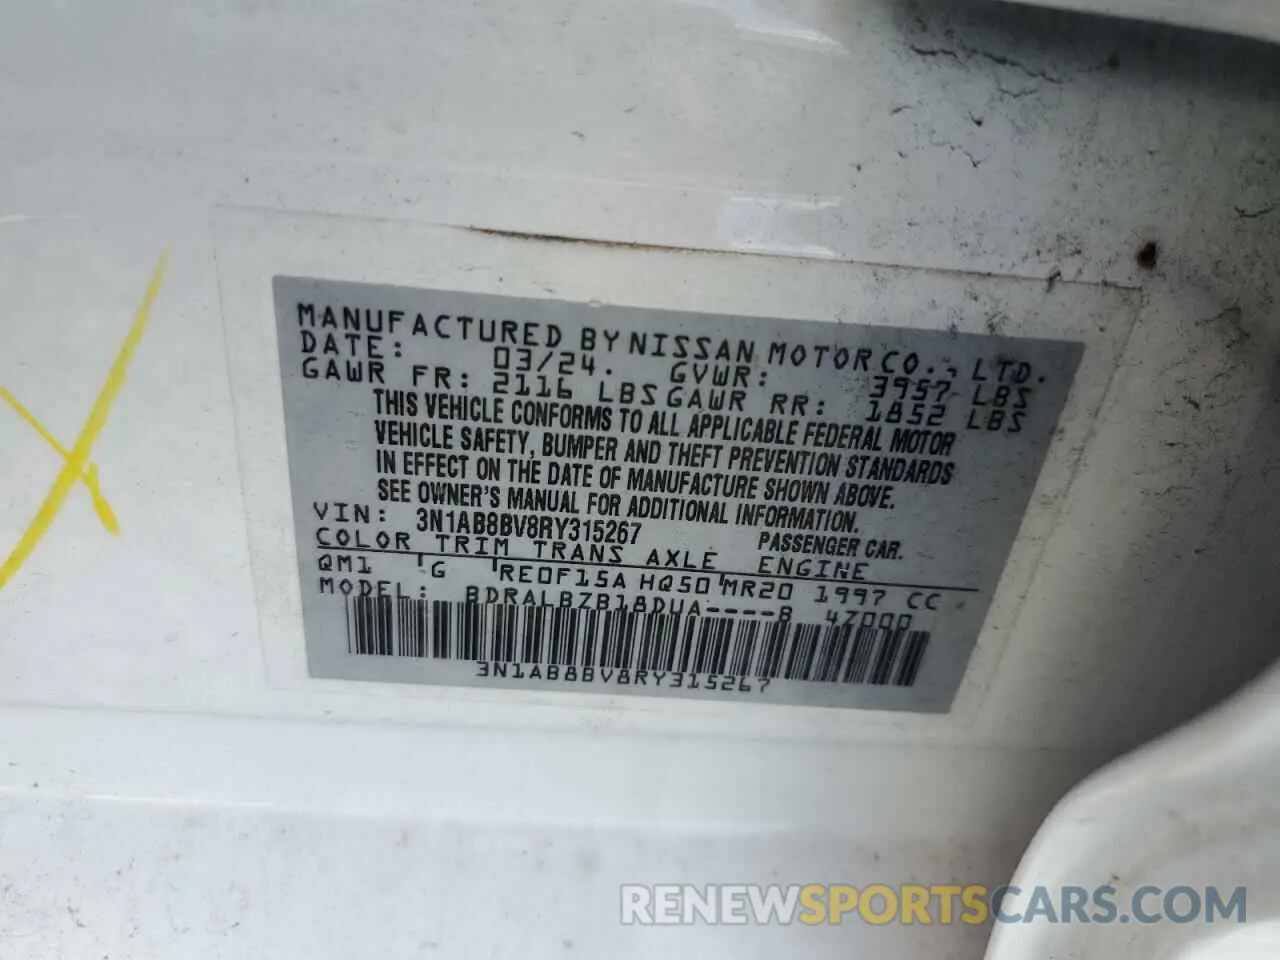 MANUFACTURED BY NISSAN MOTOR CO., LTD.
DATE: 03/24. GVWR: 3957 LBS
GAWR FR: 2116 LBS GAWR RR: 1852 LBS
THIS VEHICLE CONFORMS TO ALL APPLICABLE FEDERAL MOTOR
VEHICLE SAFETY, BUMPER AND THEFT PREVENTION STANDARDS
IN EFFECT ON THE DATE OF MANUFACTURE SHOWN ABOVE.
SEE OWNER'S MANUAL FOR ADDITIONAL INFORMATION.
VIN: 3N1AB8BV8RY315267 PASSENGER CAR.
COLOR TRIM TRANS AXLE ENGINE
QM1 G RE0F15A HQ50 MR20 1997 CC
MODEL: BDRALBZB18DUA----B 4Z000
3N1AB8BV8RY315267
RENEWSPORTSCARS.COM